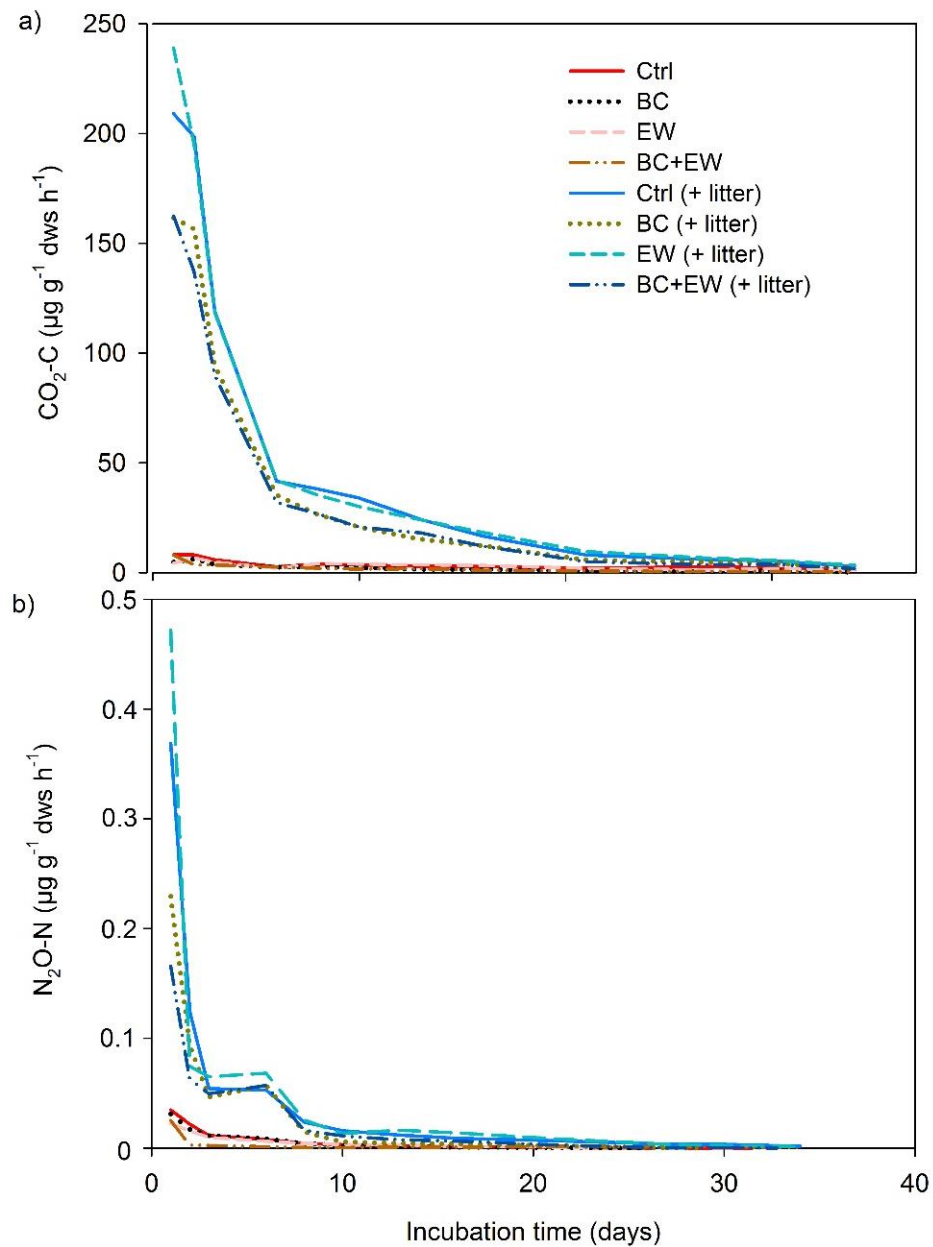 a)
250
200
150
100
50
0
CO₂-C (µg g⁻¹ dws h⁻¹)
Ctrl
BC
EW
BC+EW
Ctrl (+ litter)
BC (+ litter)
EW (+ litter)
BC+EW (+ litter)
b)
0.5
0.4
0.3
0.2
0.1
0
N₂O-N (µg g⁻¹ dws h⁻¹)
0 10 20 30 40
Incubation time (days)